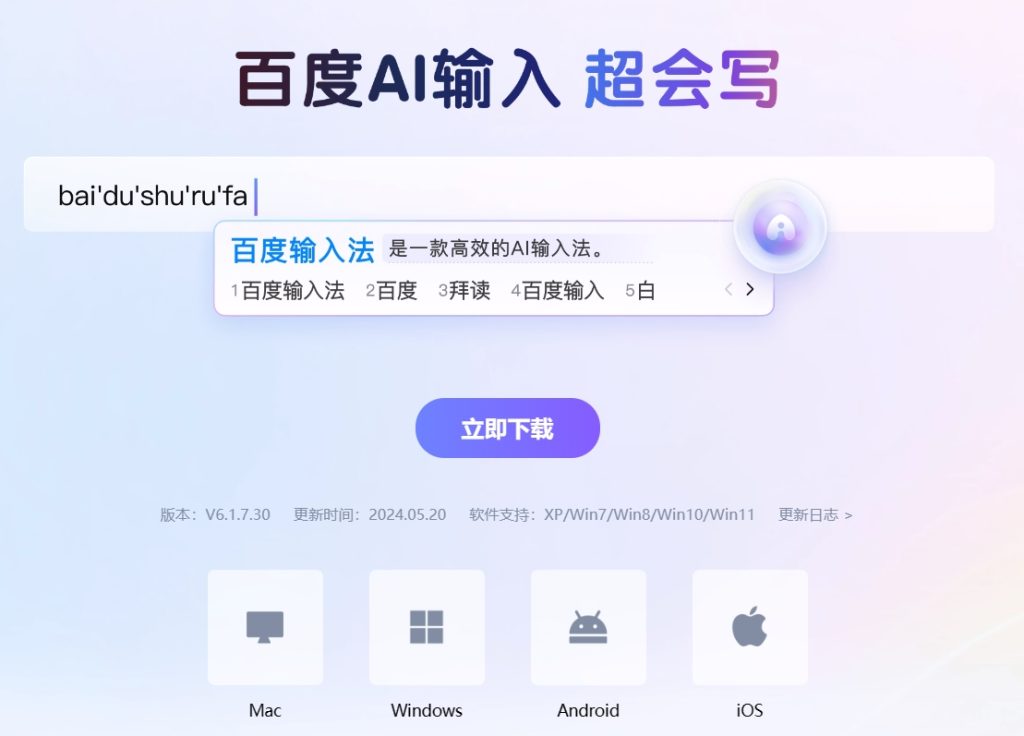 百度AI输入 超会写
bai'du'shu'ru'fa
百度输入法 是一款高效的AI输入法。
1百度输入法 2百度 3拜读 4百度输入 5白
立即下载
版本：V6.1.7.30 更新时间：2024.05.20 软件支持：XP/Win7/Win8/Win10/Win11 更新日志 >
Mac Windows Android iOS